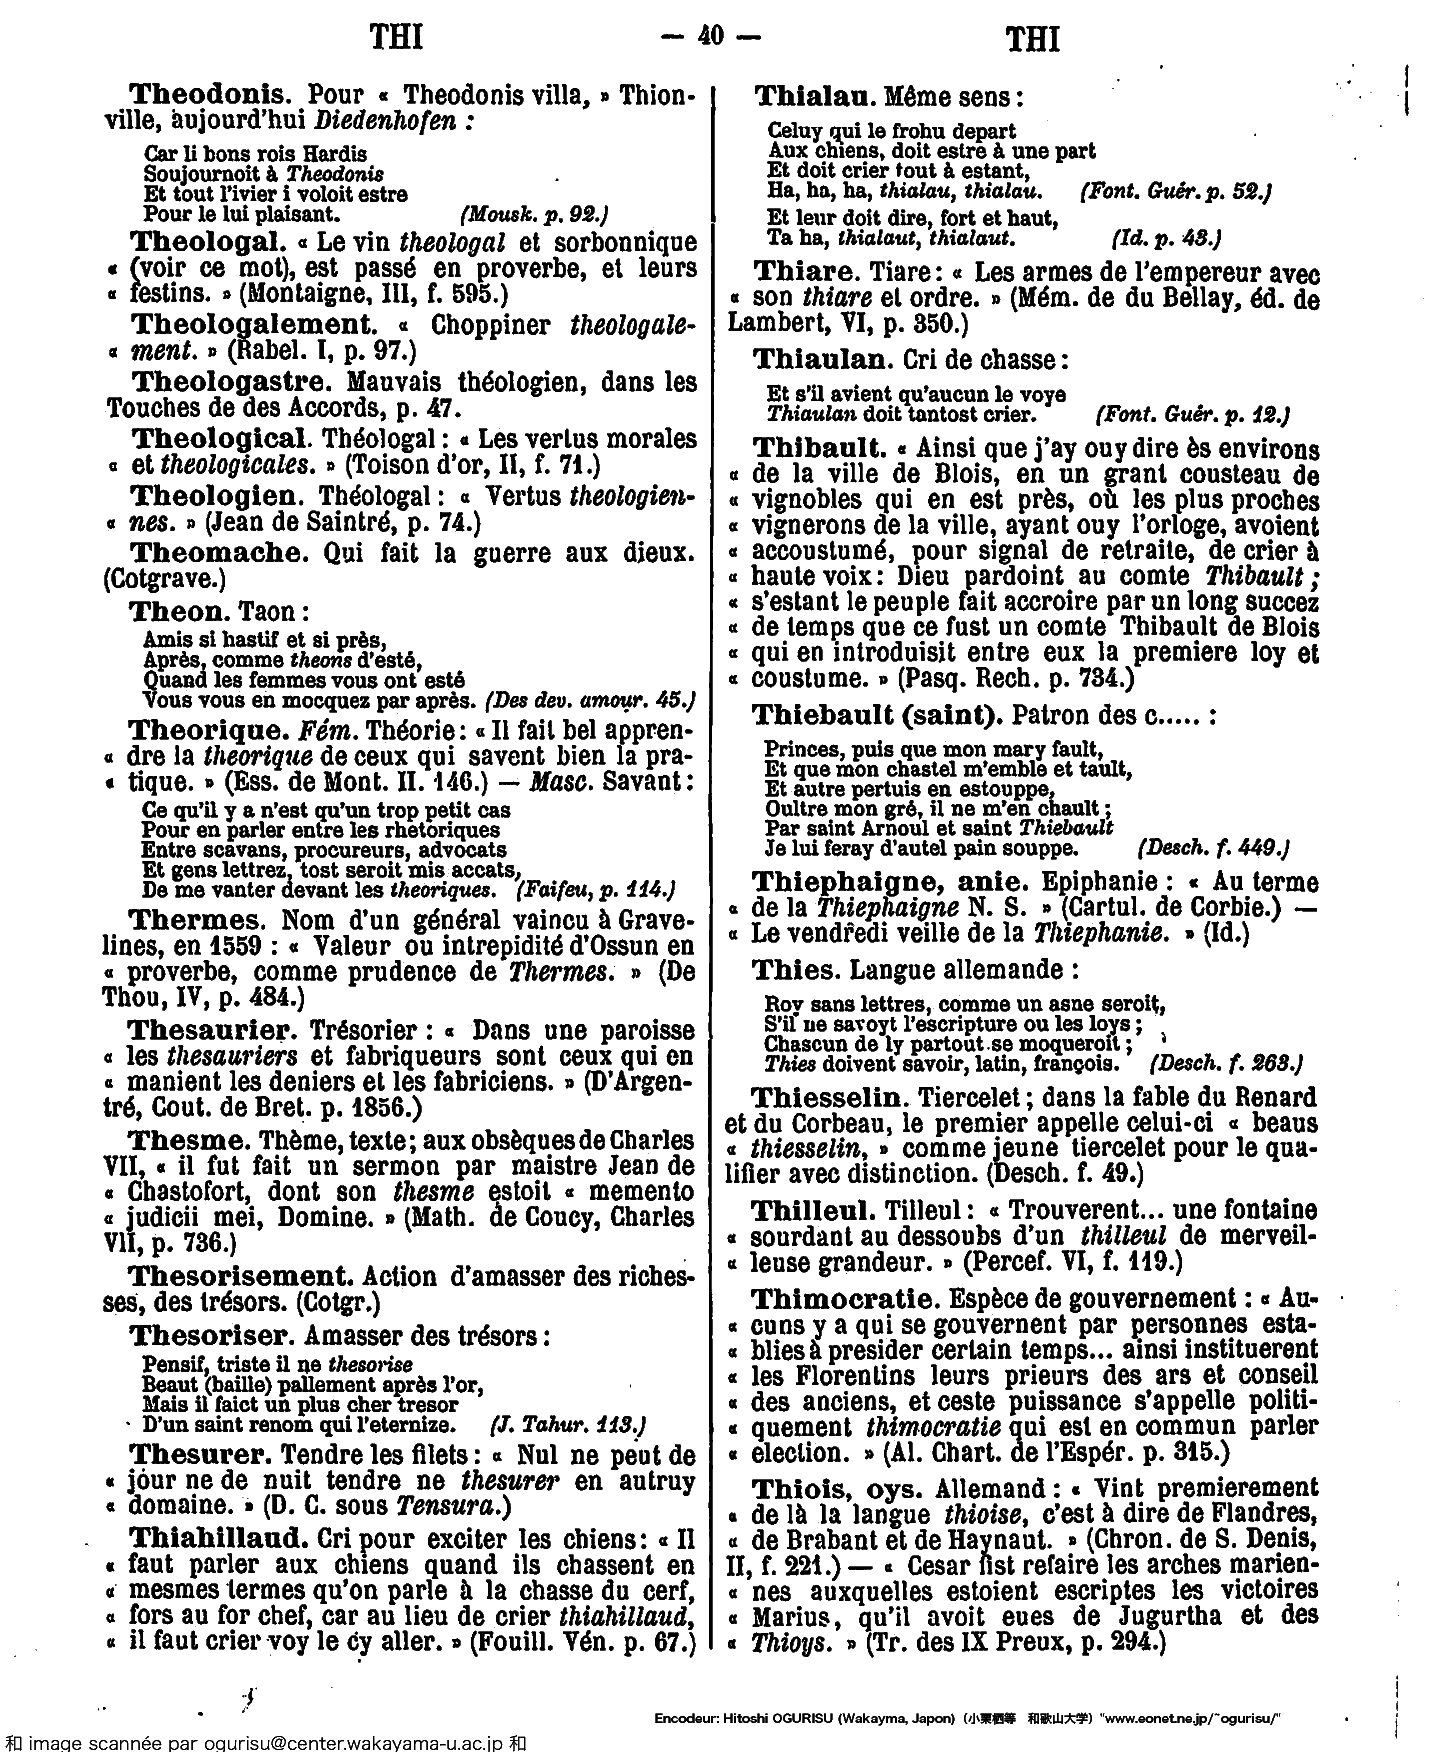 THI — 40 — THI
Theodonis. Pour « Theodonis villa, » Thion-
ville, aujourd'hui Diedenhofen :
Car li bons rois Hardis
Soujournoit à Theodonis
Et tout l'ivier i voloit estre
Pour le lui plaisant. (Mousk. p. 92.)
Theologal. « Le vin theologal et sorbonnique
« (voir ce mot), est passé en proverbe, et leurs
« festins. » (Montaigne, III, f. 595.)
Theologalement. « Choppiner theologale-
« ment. » (Rabel. I, p. 97.)
Theologastre. Mauvais théologien, dans les
Touches de des Accords, p. 47.
Theological. Théologal : « Les vertus morales
« et theologicales. » (Toison d'or, II, f. 71.)
Theologien. Théologal : « Vertus theologien-
« nes. » (Jean de Saintré, p. 74.)
Theomache. Qui fait la guerre aux dieux.
(Cotgrave.)
Theon. Taon :
Amis si hastif et si près,
Après, comme theons d'esté,
Quand les femmes vous ont esté
Vous vous en mocquez par après. (Des dev. amour. 45.)
Theorique. Fém. Théorie : « Il fait bel appren-
« dre la theorique de ceux qui savent bien la pra-
« tique. » (Ess. de Mont. II. 146.) — Masc. Savant :
Ce qu'il y a n'est qu'un trop petit cas
Pour en parler entre les rhetoriques
Entre scavans, procureurs, advocats
Et gens lettrez, tost seroit mis accats,
De me vanter devant les theoriques. (Faifeu, p. 114.)
Thermes. Nom d'un général vaincu à Grave-
lines, en 1559 : « Valeur ou intrepidité d'Ossun en
« proverbe, comme prudence de Thermes. » (De
Thou, IV, p. 484.)
Thesaurier. Trésorier : « Dans une paroisse
« les thesauriers et fabriqueurs sont ceux qui en
« manient les deniers et les fabriciens. » (D'Argen-
tré, Cout. de Bret. p. 1856.)
Thesme. Thème, texte ; aux obsèques de Charles
VII, « il fut fait un sermon par maistre Jean de
« Chastofort, dont son thesme estoit « memento
« judicii mei, Domine. » (Math. de Coucy, Charles
VII, p. 736.)
Thesorisement. Action d'amasser des riches-
ses, des trésors. (Cotgr.)
Thesoriser. Amasser des trésors :
Pensif, triste il ne thesorise
Beaut (baille) pallement après l'or,
Mais il faict un plus cher tresor
D'un saint renom qui l'eternize. (J. Tahur. 113.)
Thesurer. Tendre les filets : « Nul ne peut de
« jour ne de nuit tendre ne thesurer en autruy
« domaine. » (D. C. sous Tensura.)
Thiahillaud. Cri pour exciter les chiens : « Il
« faut parler aux chiens quand ils chassent en
« mesmes termes qu'on parle à la chasse du cerf,
« fors au for chef, car au lieu de crier thiahillaud,
« il faut crier voy le cy aller. » (Fouill. Vén. p. 67.)
Thialau. Même sens :
Celuy qui le frohu depart
Aux chiens, doit estre à une part
Et doit crier tout à estant,
Ha, ha, ha, thialau, thialau. (Font. Guér. p. 52.)
Et leur doit dire, fort et haut,
Ta ha, thialaut, thialaut. (Id. p. 43.)
Thiare. Tiare : « Les armes de l'empereur avec
« son thiare et ordre. » (Mém. de du Bellay, éd. de
Lambert, VI, p. 350.)
Thiaulan. Cri de chasse :
Et s'il avient qu'aucun le voye
Thiaulan doit tantost crier. (Font. Guér. p. 12.)
Thibault. « Ainsi que j'ay ouy dire ès environs
« de la ville de Blois, en un grant cousteau de
« vignobles qui en est près, où les plus proches
« vignerons de la ville, ayant ouy l'orloge, avoient
« accoustumé, pour signal de retraite, de crier à
« haute voix : Dieu pardoint au comte Thibault ;
« s'estant le peuple fait accroire par un long succez
« de temps que ce fust un comte Thibault de Blois
« qui en introduisit entre eux la premiere loy et
« coustume. » (Pasq. Rech. p. 734.)
Thiebault (saint). Patron des c..... :
Princes, puis que mon mary fault,
Et que mon chastel m'emble et tault,
Et autre pertuis en estouppe,
Oultre mon gré, il ne m'en chault ;
Par saint Arnoul et saint Thiebault
Je lui feray d'autel pain souppe. (Desch. f. 449.)
Thiephaigne, anie. Epiphanie : « Au terme
« de la Thiephaigne N. S. » (Cartul. de Corbie.) —
« Le vendredi veille de la Thiephanie. » (Id.)
Thies. Langue allemande :
Roy sans lettres, comme un asne seroit,
S'il ne savoyt l'escripture ou les loys ;
Chascun de ly partout se moqueroit ;
Thies doivent savoir, latin, françois. (Desch. f. 263.)
Thiesselin. Tiercelet ; dans la fable du Renard
et du Corbeau, le premier appelle celui-ci « beaus
« thiesselin, » comme jeune tiercelet pour le qua-
lifier avec distinction. (Desch. f. 49.)
Thilleul. Tilleul : « Trouverent... une fontaine
« sourdant au dessoubs d'un thilleul de merveil-
« leuse grandeur. » (Percef. VI, f. 119.)
Thimocratie. Espèce de gouvernement : « Au-
« cuns y a qui se gouvernent par personnes esta-
« blies à presider certain temps... ainsi instituerent
« les Florentins leurs prieurs des ars et conseil
« des anciens, et ceste puissance s'appelle politi-
« quement thimocratie qui est en commun parler
« election. » (Al. Chart. de l'Espér. p. 315.)
Thiois, oys. Allemand : « Vint premierement
« de là la langue thioise, c'est à dire de Flandres,
« de Brabant et de Haynaut. » (Chron. de S. Denis,
II, f. 221.) — « Cesar fist refaire les arches marien-
« nes auxquelles estoient escriptes les victoires
« Marius, qu'il avoit eues de Jugurtha et des
« Thioys. » (Tr. des IX Preux, p. 294.)
Encodeur: Hitoshi OGURISU (Wakayma, Japon) (小栗栖等 和歌山大学) "www.eonet.ne.jp/~ogurisu/"
和 image scannée par ogurisu@center.wakayama-u.ac.jp 和